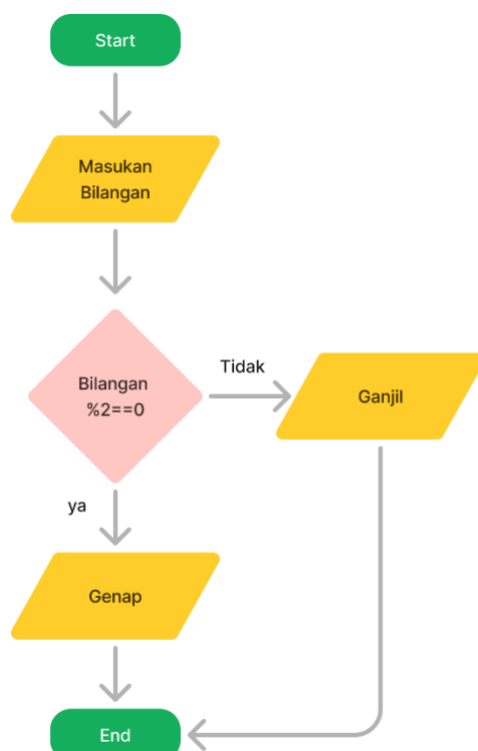 Start
Masukan
Bilangan
Bilangan
%2==0
Tidak
Ganjil
ya
Genap
End